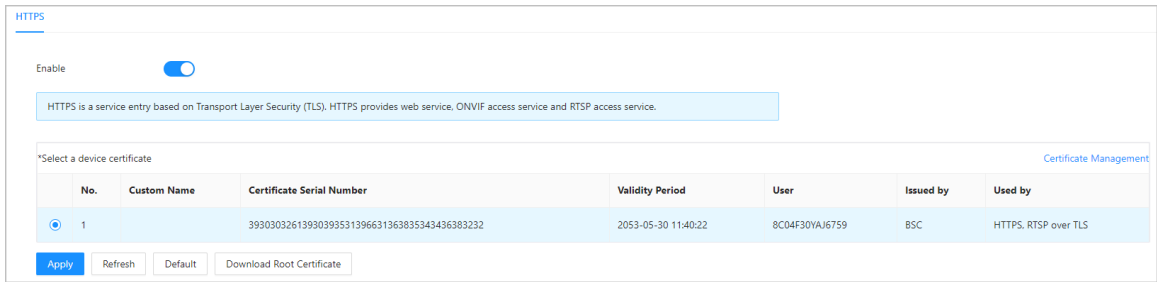 HTTPS
Enable
HTTPS is a service entry based on Transport Layer Security (TLS). HTTPS provides web service, ONVIF access service and RTSP access service.
*Select a device certificate Certificate Management
No. Custom Name Certificate Serial Number Validity Period User Issued by Used by
1 3930303261393039353139663136383534343638323​2 2053-05-30 11:40:22 8C04F30YAJ6759 BSC HTTPS, RTSP over TLS
Apply Refresh Default Download Root Certificate